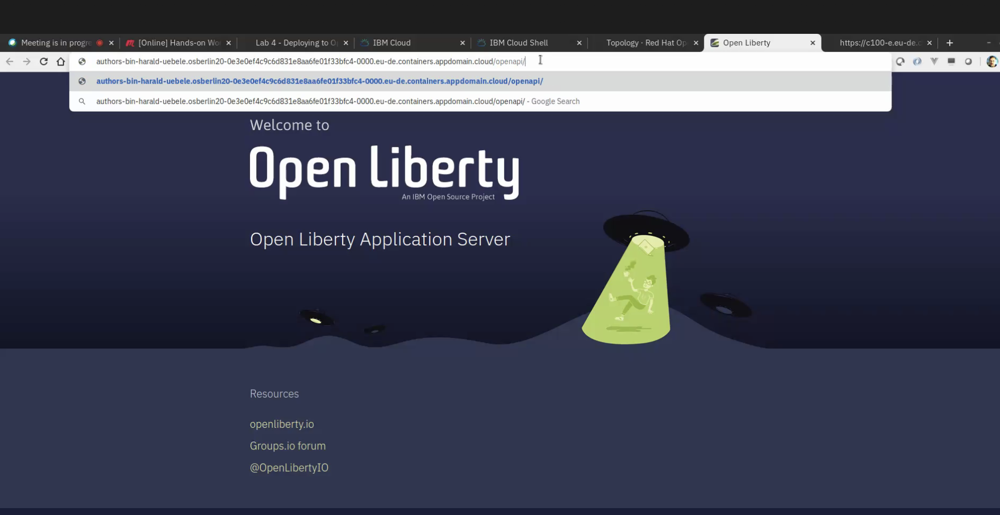 Meeting is in progre
[Online] Hands-on Wo
Lab 4 - Deploying to O
IBM Cloud
IBM Cloud Shell
Topology · Red Hat Op
Open Liberty
https://c100-e.eu-de.c
authors-bin-harald-uebele.osberlin20-0e3e0ef4c9c6d831e8aa6fe01f33bfc4-0000.eu-de.containers.appdomain.cloud/openapi/
authors-bin-harald-uebele.osberlin20-0e3e0ef4c9c6d831e8aa6fe01f33bfc4-0000.eu-de.containers.appdomain.cloud/openapi/
authors-bin-harald-uebele.osberlin20-0e3e0ef4c9c6d831e8aa6fe01f33bfc4-0000.eu-de.containers.appdomain.cloud/openapi/ - Google Search
Welcome to
Open Liberty
An IBM Open Source Project
Open Liberty Application Server
Resources
openliberty.io
Groups.io forum
@OpenLibertyIO